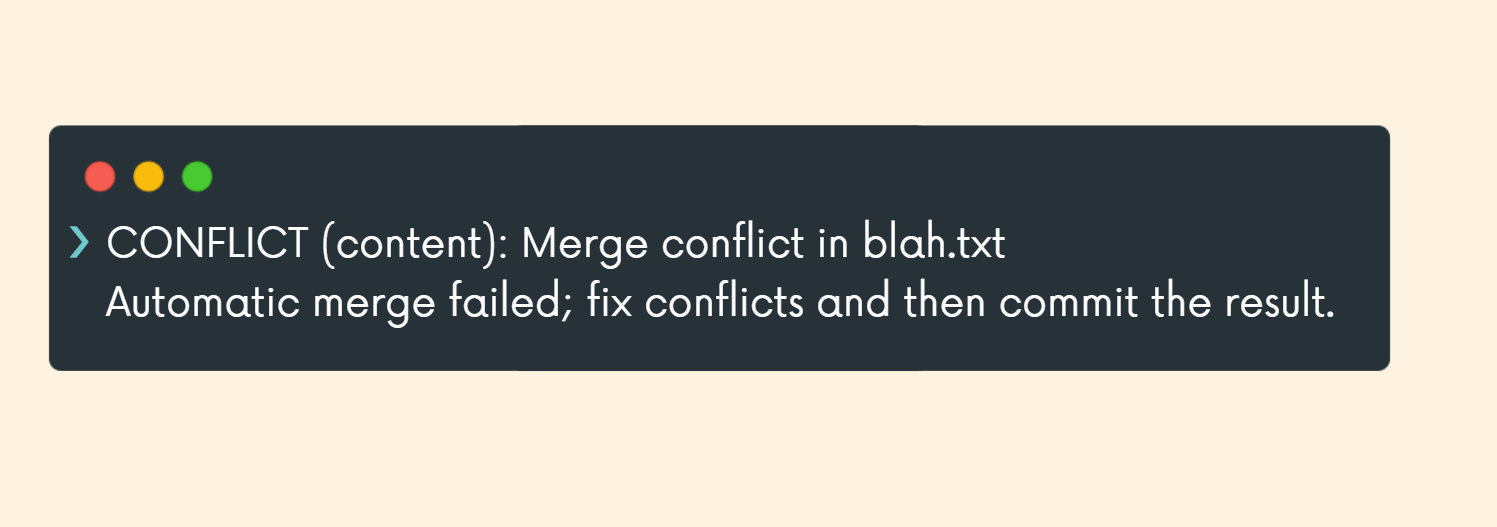 ❯ CONFLICT (content): Merge conflict in blah.txt
Automatic merge failed; fix conflicts and then commit the result.